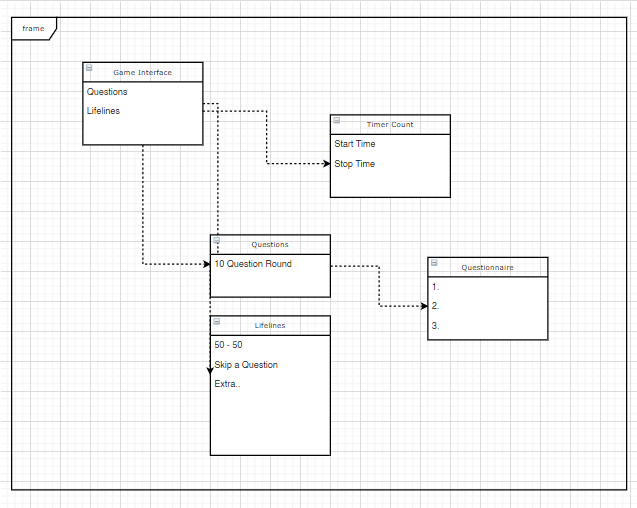 frame
Game Interface
Questions
Lifelines
Timer Count
Start Time
Stop Time
Questions
10 Question Round
Questionnaire
1.
2.
3.
Lifelines
50 - 50
Skip a Question
Extra..